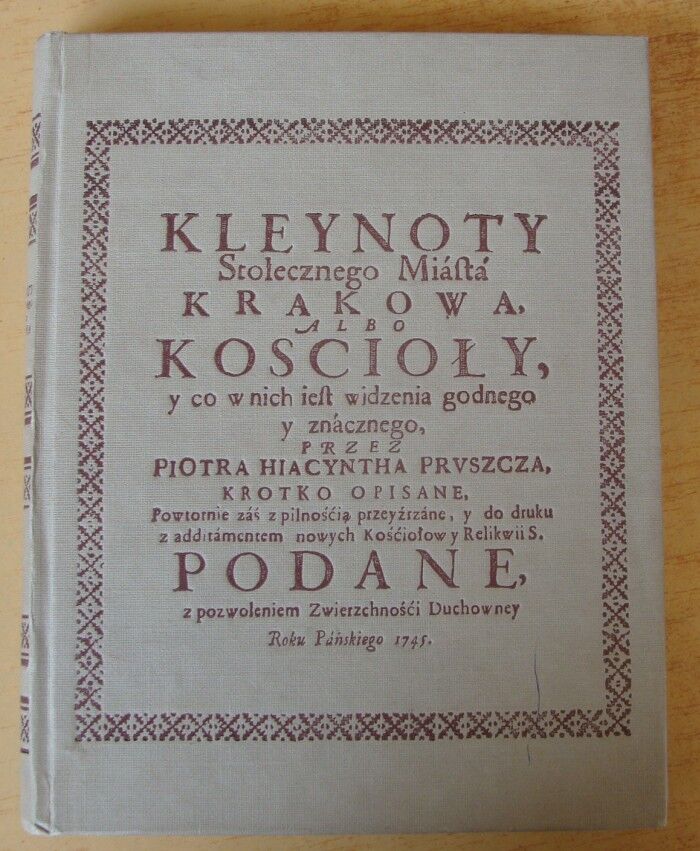 KLEYNOTY
Stołecznego Miáſtá
KRAKOWA,
ALBO
KOSCIOŁY,
y co w nich ieſt widzenia godnego
y znácznego,
PRZEZ
PIOTRA HIACYNTHA PRVSZCZA,
KROTKO OPISANE,
Powtornie záś z pilnośćią przeyźrzáne, y do druku
z additámentem nowych Kośćiołow y Relikwii S.
PODANE,
z pozwoleniem Zwierzchnośći Duchowney
Roku Páńskiego 1745.